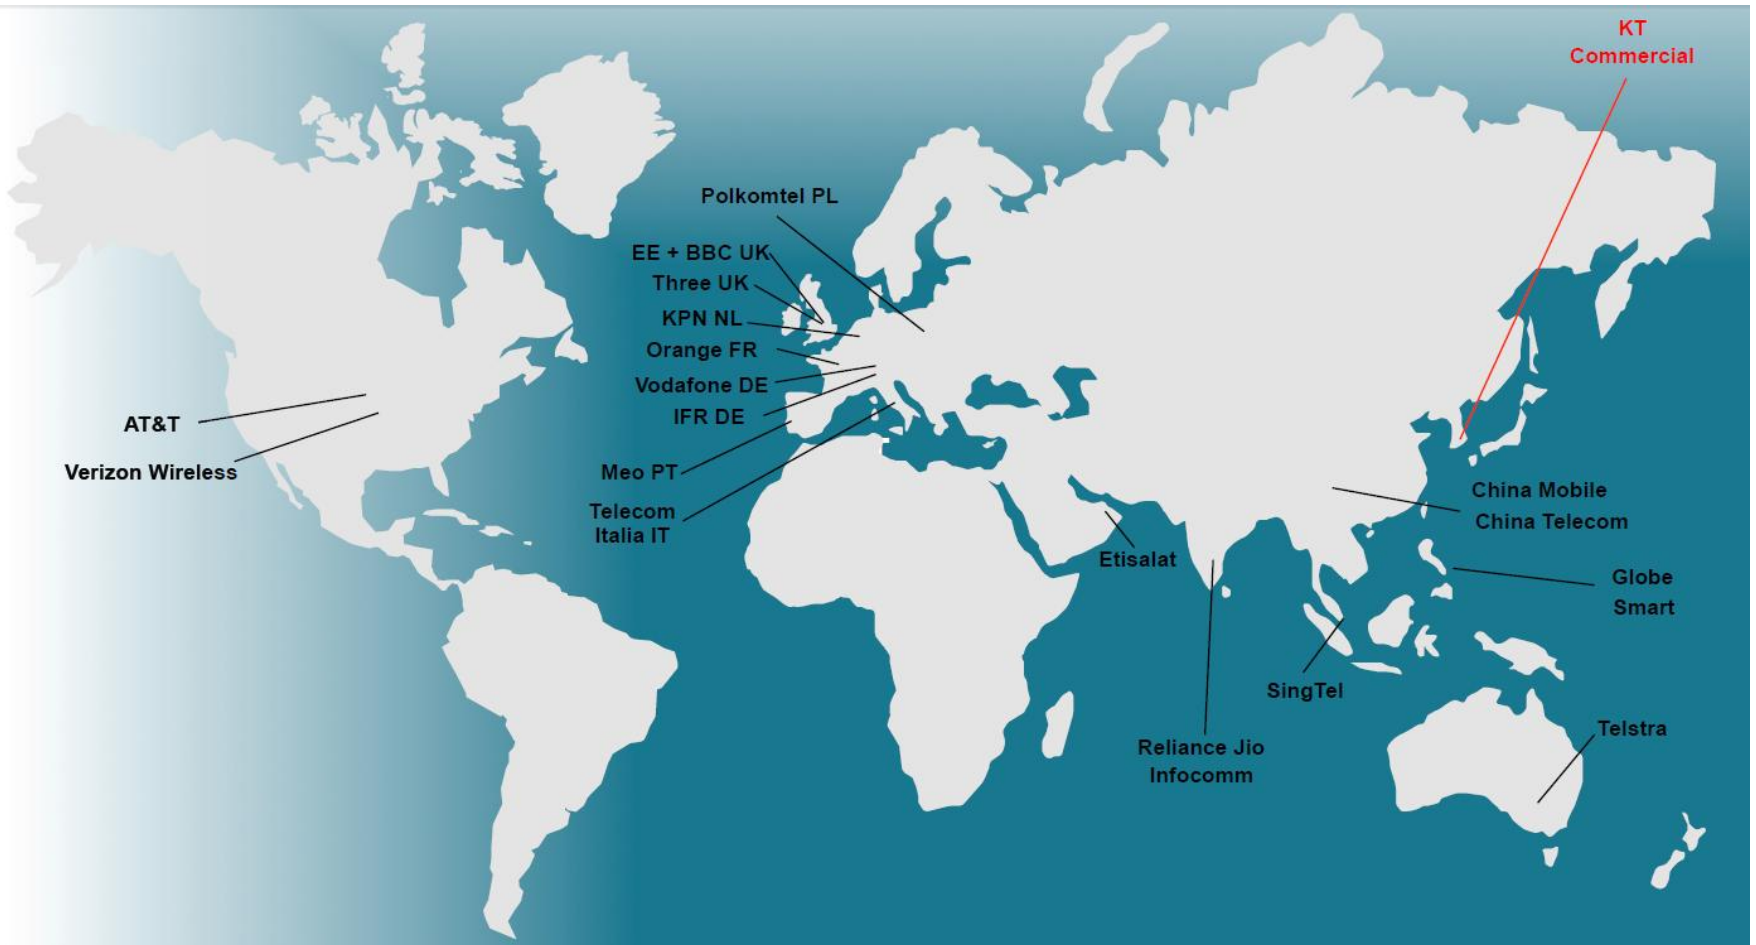 KT
Commercial
Polkomtel PL
EE + BBC UK
Three UK
KPN NL
Orange FR
Vodafone DE
IFR DE
Meo PT
Telecom
Italia IT
AT&T
Verizon Wireless
China Mobile
China Telecom
Etisalat
Globe
Smart
SingTel
Reliance Jio
Infocomm
Telstra